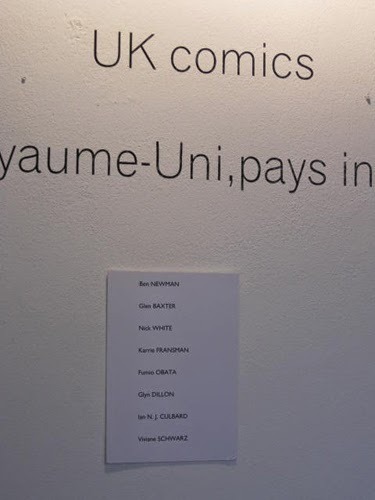 UK comics
yaume-Uni, pays in
Ben NEWMAN
Glen BAXTER
Nick WHITE
Karrie FRANSMAN
Fumio OBATA
Glyn DILLON
Ian N. J. CULBARD
Viviane SCHWARZ